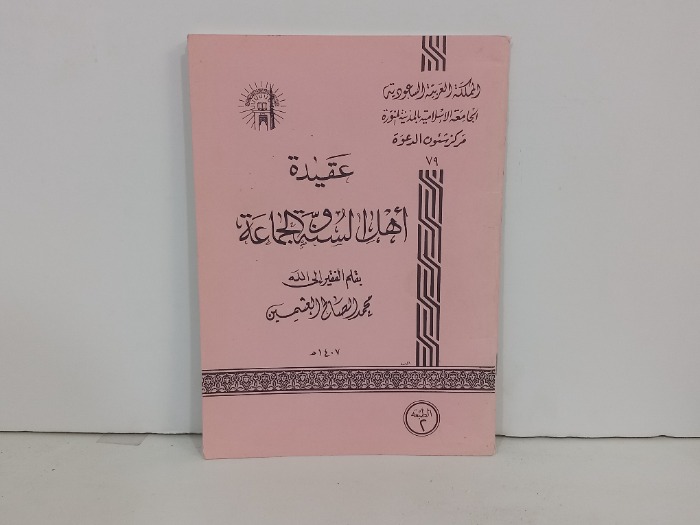 المملكة العربية السعودية
الجامعة الإسلامية بالمدينة المنورة
مركز شئون الدعوة
٧٩
عقيدة
أهل السنة والجماعة
بقلم الفقير إلى الله
محمد الصالح العثيمين
١٤٠٧هـ
الطبعة
٢